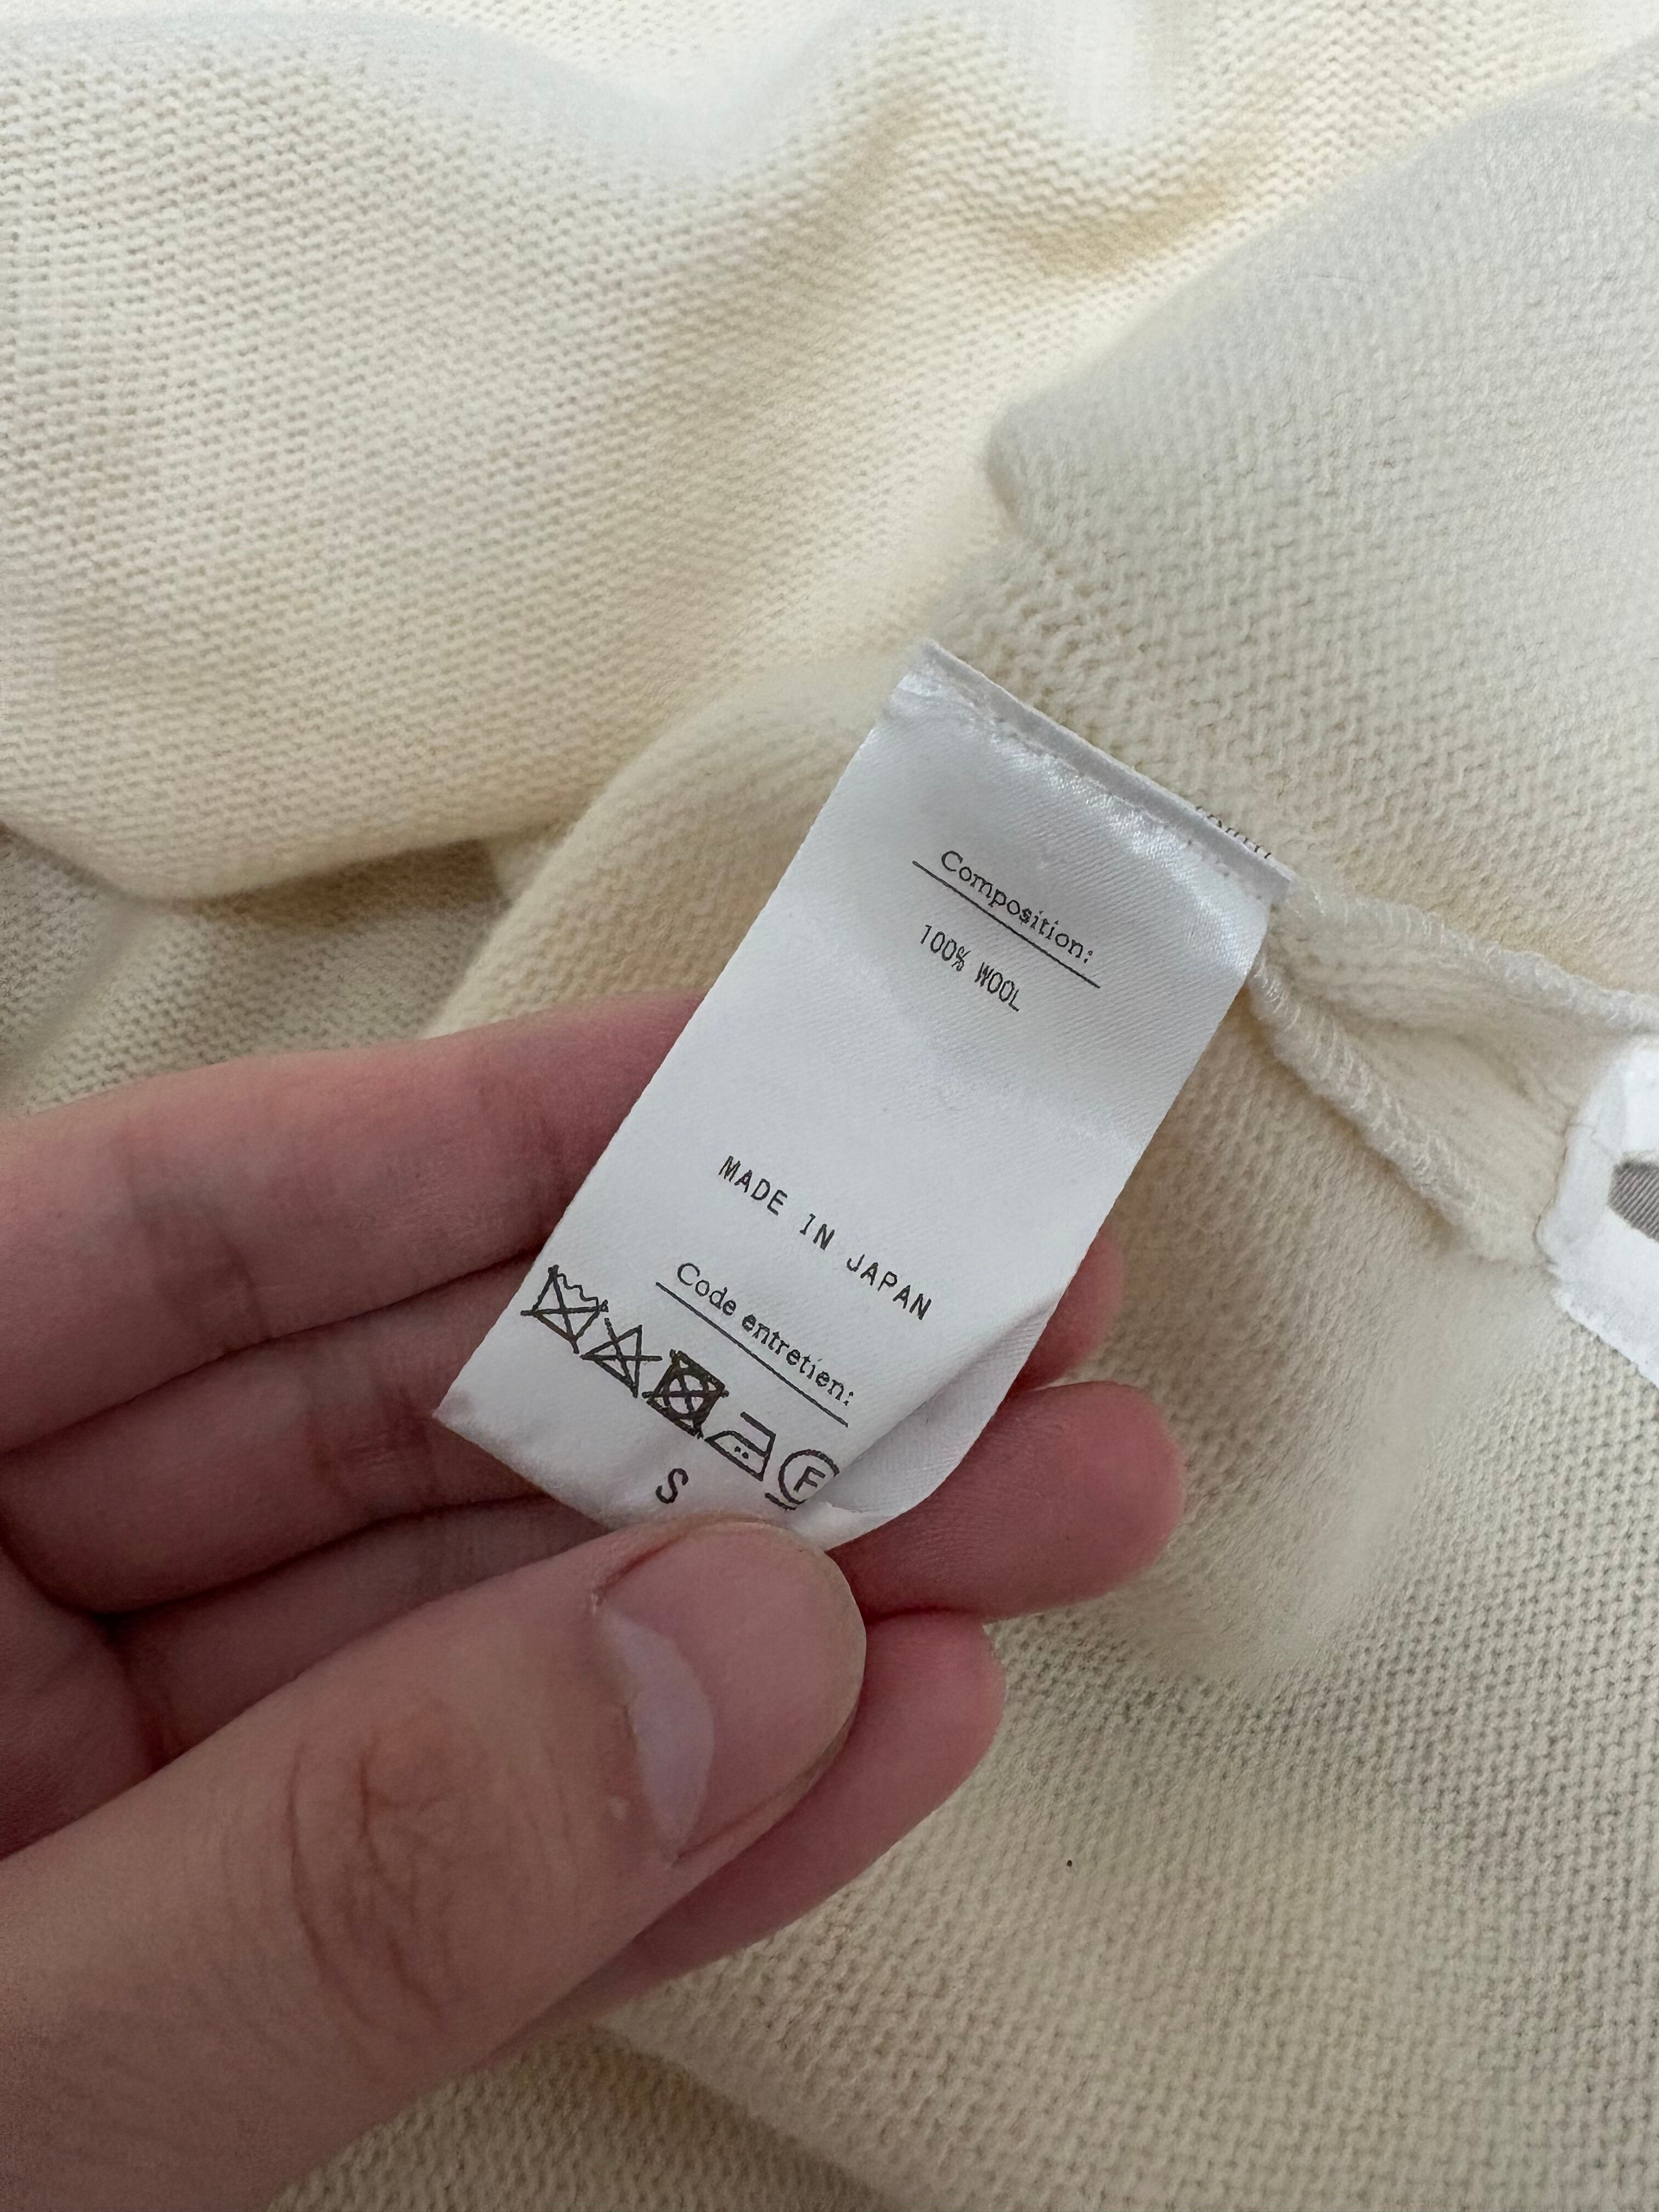 Composition:
100% WOOL
MADE IN JAPAN
Code entretien:
F
S